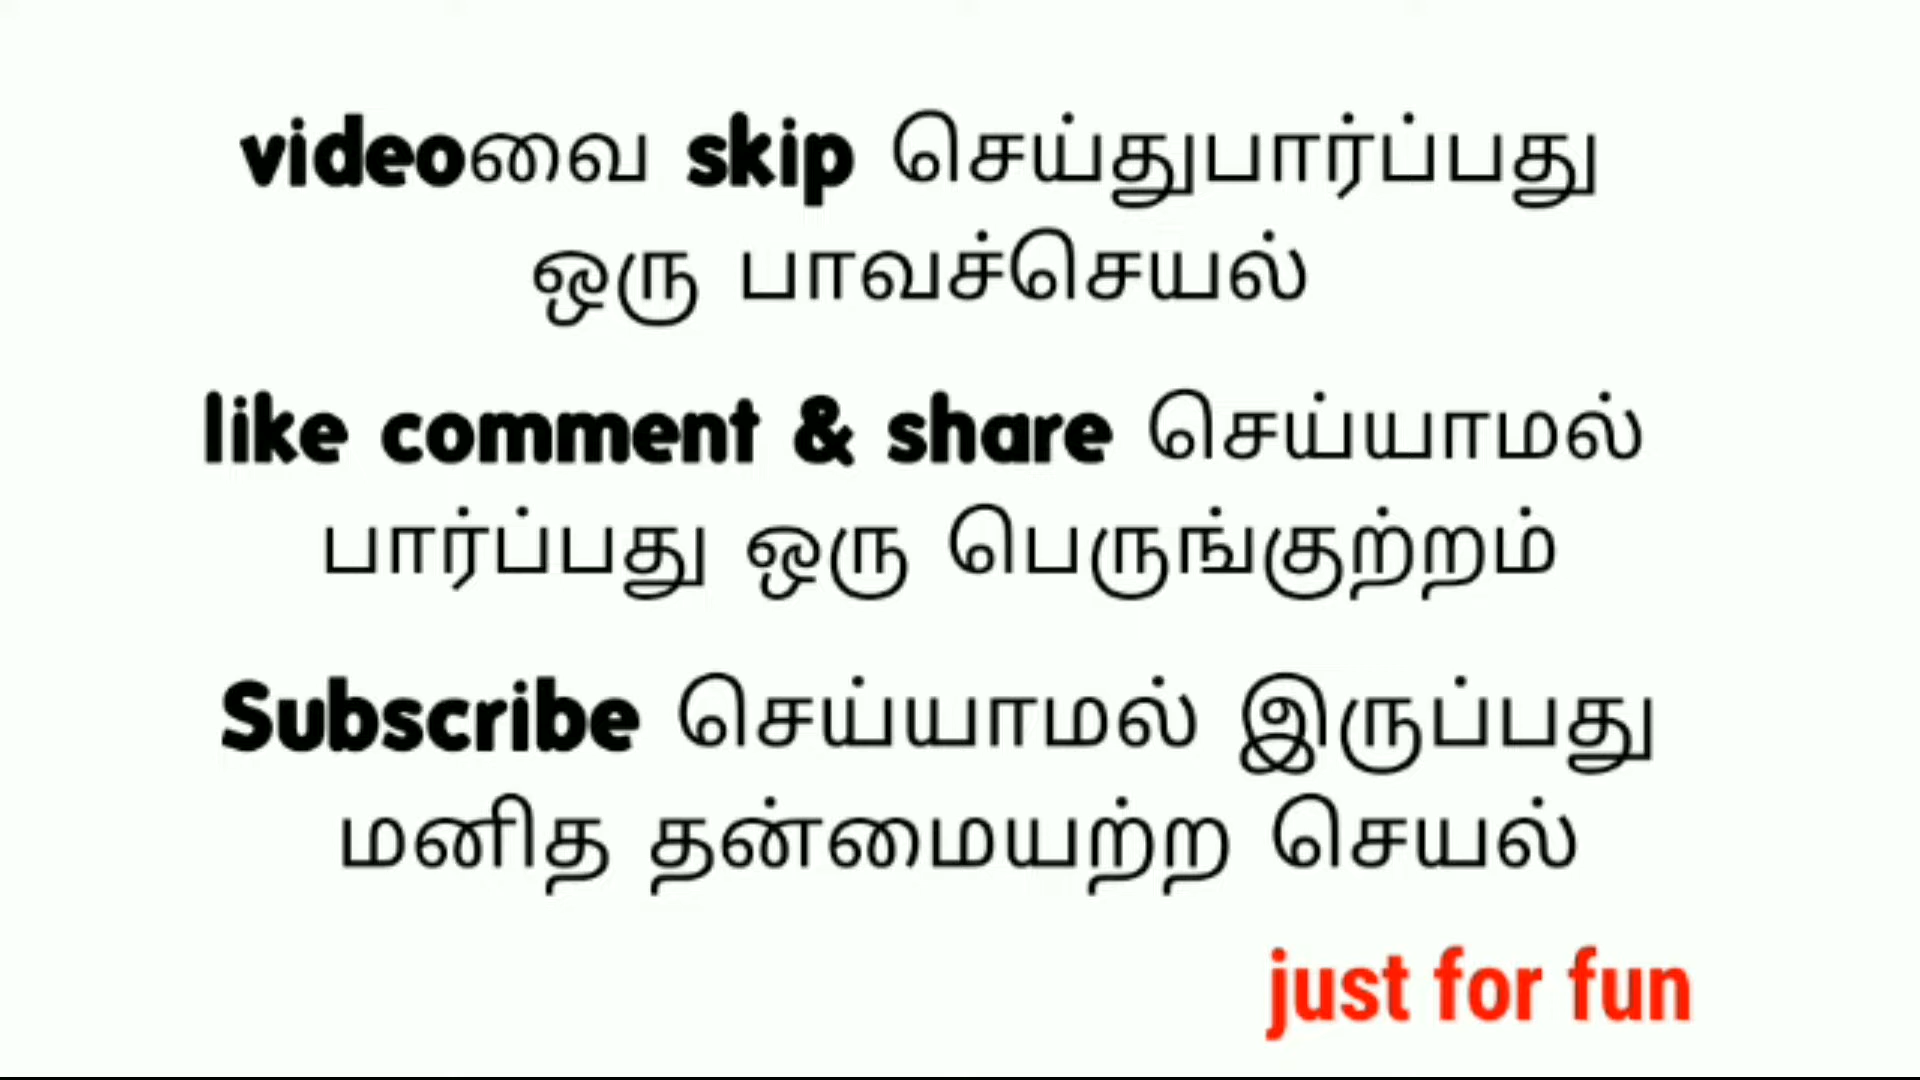 videoவை skip செய்துபார்ப்பது
ஒரு பாவச்செயல்
like comment & share செய்யாமல்
பார்ப்பது ஒரு பெருங்குற்றம்
Subscribe செய்யாமல் இருப்பது
மனித தன்மையற்ற செயல்
just for fun